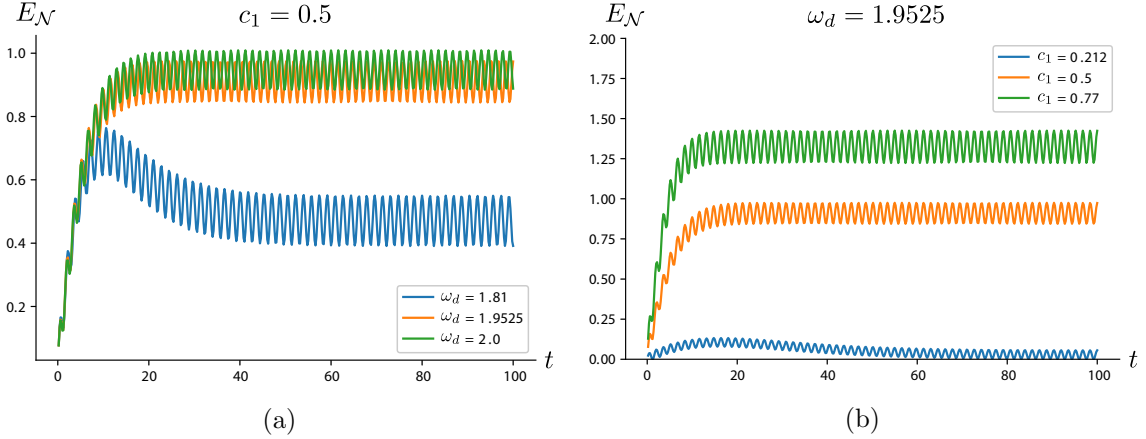 E_𝒩
c₁ = 0.5
1.0
0.8
0.6
0.4
0.2
ω_d = 1.81
ω_d = 1.9525
ω_d = 2.0
0 20 40 60 80 100
t
(a)
E_𝒩
ω_d = 1.9525
2.00
1.75
1.50
1.25
1.00
0.75
0.50
0.25
0.00
c₁ = 0.212
c₁ = 0.5
c₁ = 0.77
0 20 40 60 80 100
t
(b)